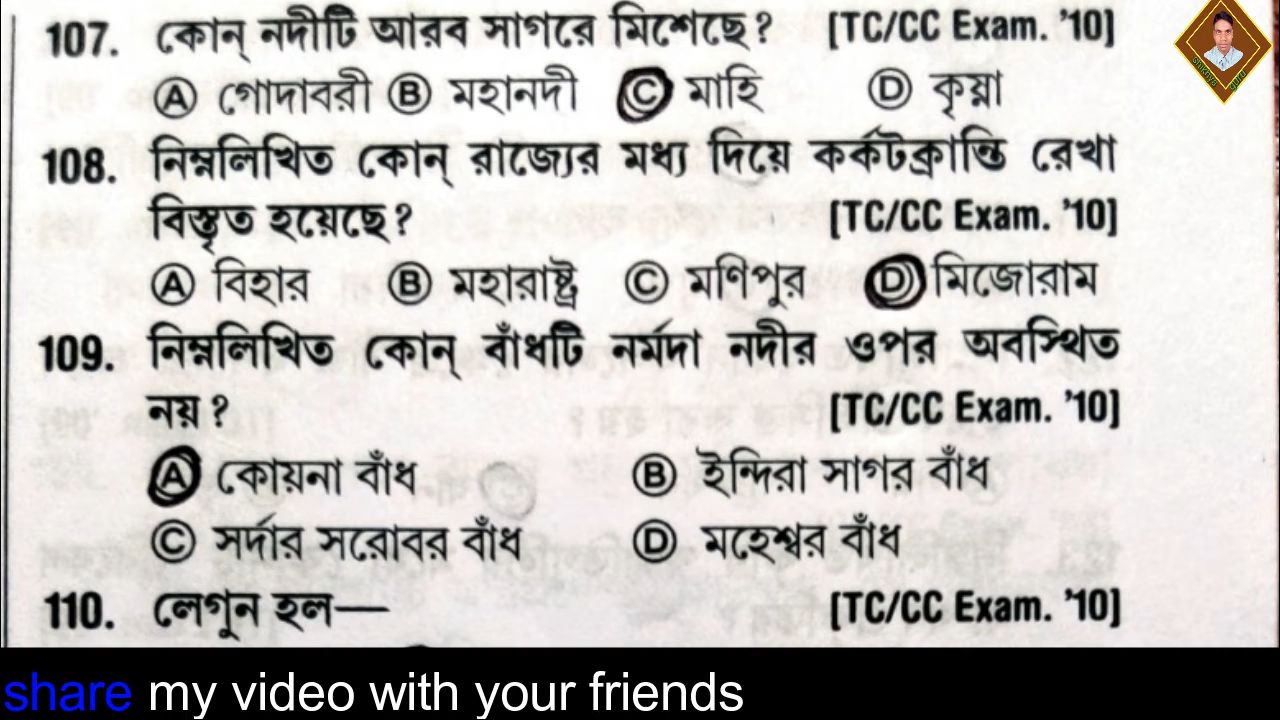 107. কোন্ নদীটি আরব সাগরে মিশেছে? [TC/CC Exam. '10]
Ⓐ গোদাবরী Ⓑ মহানদী Ⓒ মাহি Ⓓ কৃষ্ণা
108. নিম্নলিখিত কোন্ রাজ্যের মধ্য দিয়ে কর্কটক্রান্তি রেখা
বিস্তৃত হয়েছে? [TC/CC Exam. '10]
Ⓐ বিহার Ⓑ মহারাষ্ট্র Ⓒ মণিপুর Ⓓ মিজোরাম
109. নিম্নলিখিত কোন্ বাঁধটি নর্মদা নদীর ওপর অবস্থিত
নয়? [TC/CC Exam. '10]
Ⓐ কোয়না বাঁধ Ⓑ ইন্দিরা সাগর বাঁধ
Ⓒ সর্দার সরোবর বাঁধ Ⓓ মহেশ্বর বাঁধ
110. লেগুন হল— [TC/CC Exam. '10]
share my video with your friends